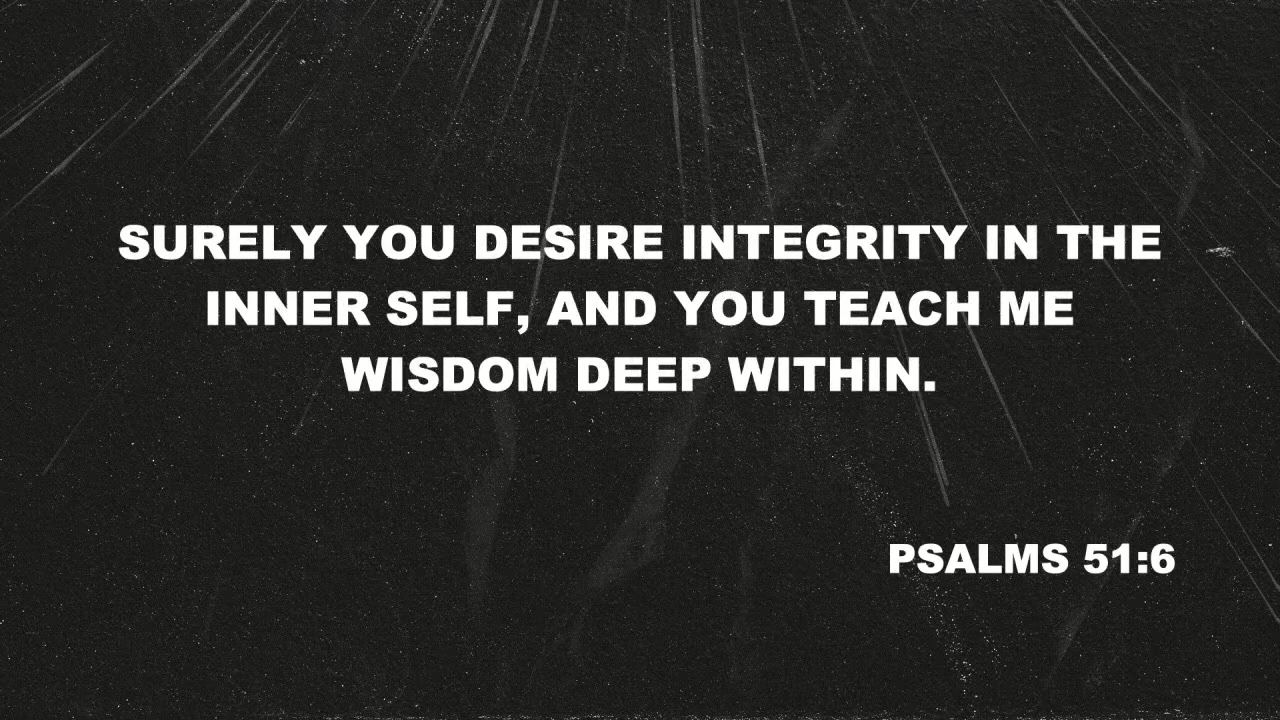 SURELY YOU DESIRE INTEGRITY IN THE
INNER SELF, AND YOU TEACH ME
WISDOM DEEP WITHIN.
PSALMS 51:6